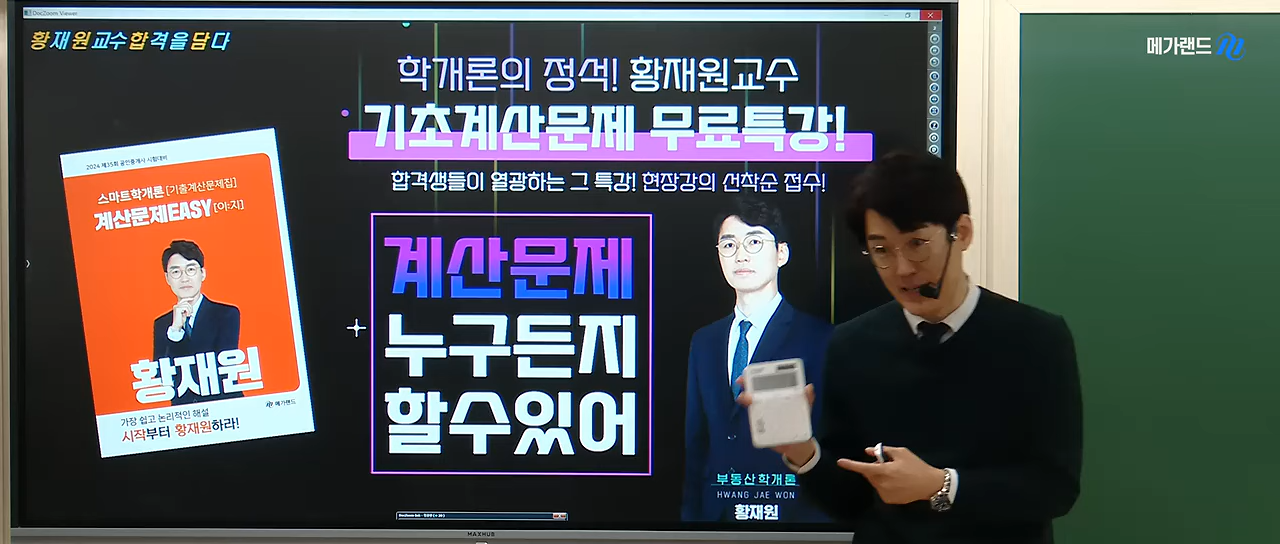 DocZoom Viewer
황재원교수합격을담다
메가랜드
학개론의 정석! 황재원교수
기초계산문제 무료특강!
합격생들이 열광하는 그 특강! 현장강의 선착순 접수!
2024 제35회 공인중개사 시험대비
스마트학개론 [기출계산문제집]
계산문제EASY [이:지]
황재원
메가랜드
가장 쉽고 논리적인 해설
시작부터 황재원하라!
계산문제
누구든지
할수있어
부동산학개론
HWANG JAE WON
황재원
MAXHUB